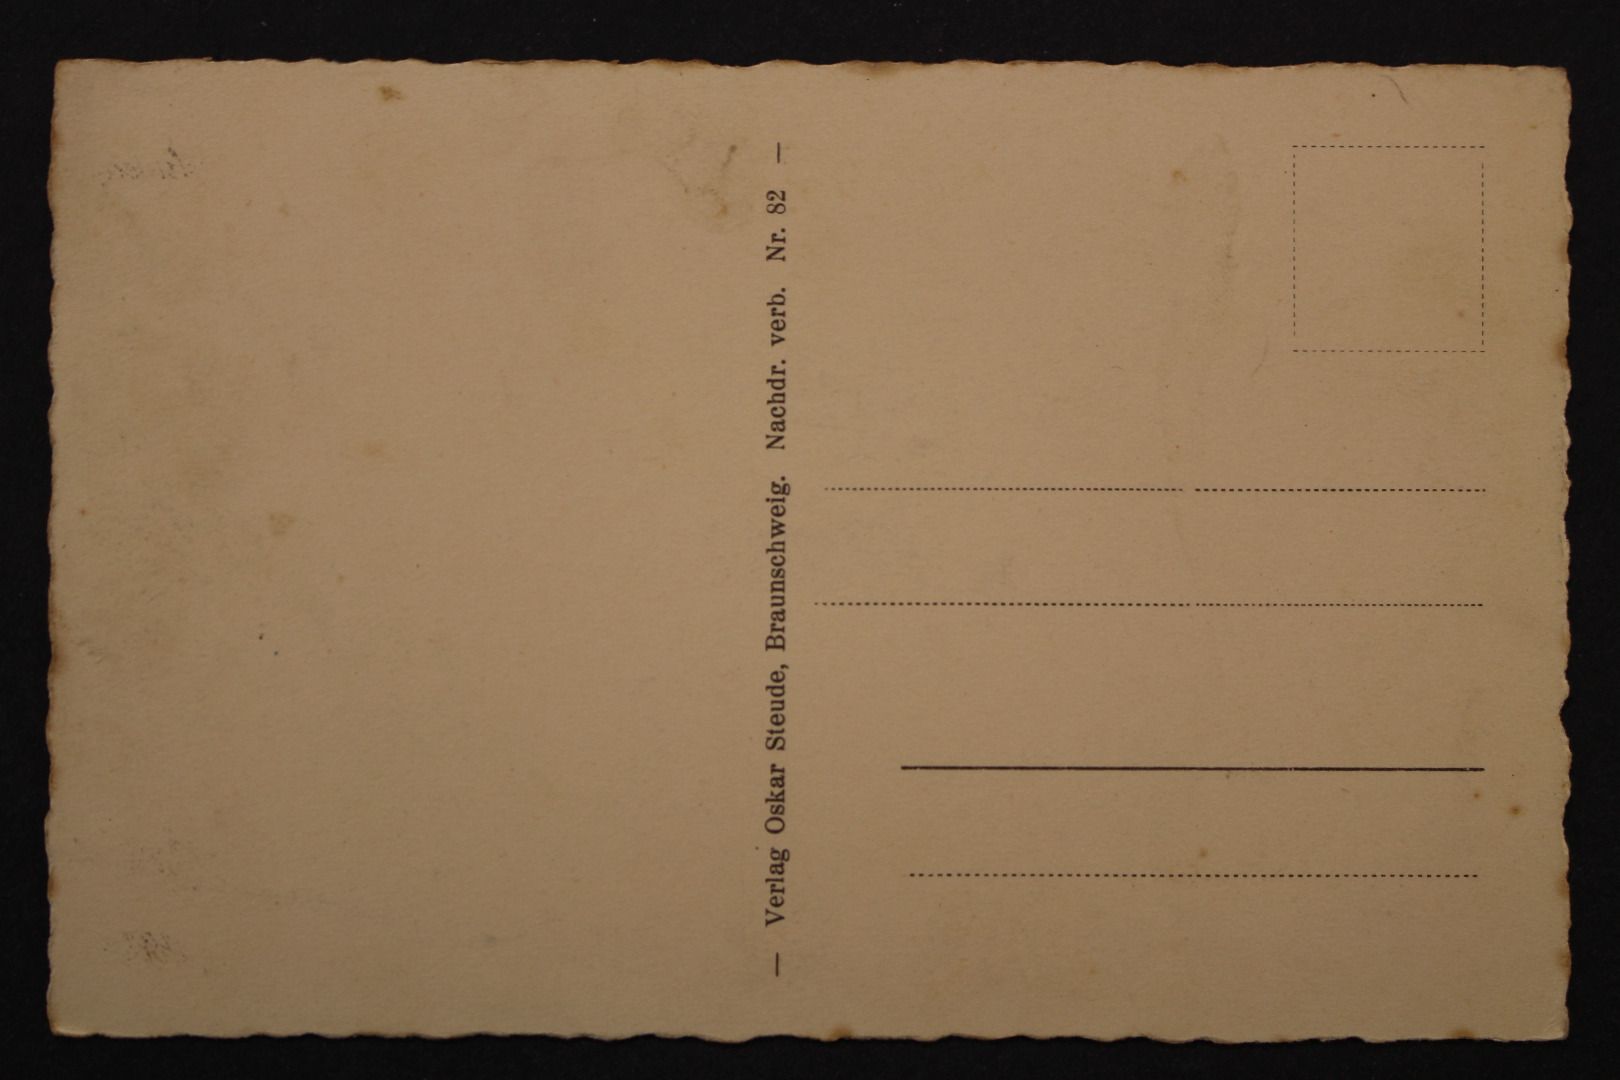 — Verlag Oskar Steude, Braunschweig. Nachdr. verb. Nr. 82 —